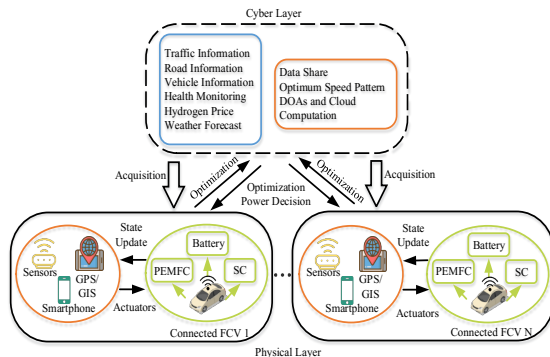 Cyber Layer
Traffic Information
Road Information
Vehicle Information
Health Monitoring
Hydrogen Price
Weather Forecast
Data Share
Optimum Speed Pattern
DOAs and Cloud
Computation
Acquisition
Optimization
Optimization
Power Decision
Optimization
Acquisition
State
Update
Sensors
GPS/
GIS
Smartphone
Actuators
Battery
PEMFC
SC
Connected FCV 1
...
State
Update
Sensors
GPS/
GIS
Smartphone
Actuators
Battery
PEMFC
SC
Connected FCV N
Physical Layer